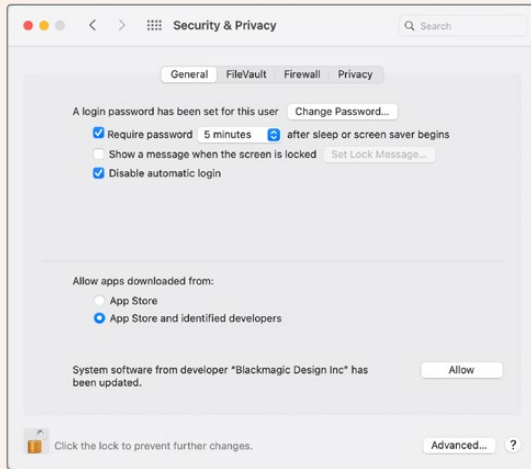 Security & Privacy
Search
General FileVault Firewall Privacy
A login password has been set for this user Change Password...
Require password 5 minutes after sleep or screen saver begins
Show a message when the screen is locked Set Lock Message...
Disable automatic login
Allow apps downloaded from:
App Store
App Store and identified developers
System software from developer “Blackmagic Design Inc” has Allow
been updated.
Click the lock to prevent further changes. Advanced... ?